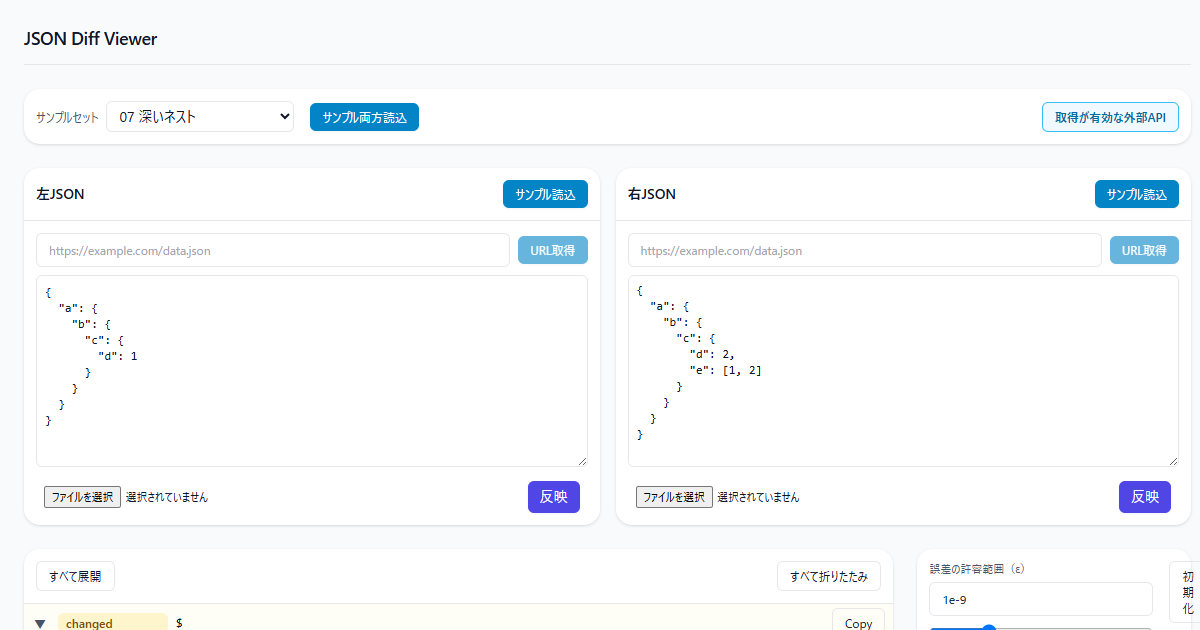 JSON Diff Viewer
サンプルセット 07 深いネスト サンプル両方読込 取得が有効な外部API
左JSON サンプル読込
https://example.com/data.json URL取得
{
  "a": {
    "b": {
      "c": {
        "d": 1
      }
    }
  }
}
ファイルを選択 選択されていません 反映
右JSON サンプル読込
https://example.com/data.json URL取得
{
  "a": {
    "b": {
      "c": {
        "d": 2,
        "e": [1, 2]
      }
    }
  }
}
ファイルを選択 選択されていません 反映
すべて展開 すべて折りたたみ
▼ changed $ Copy
誤差の許容範囲（ε）
1e-9
初期化